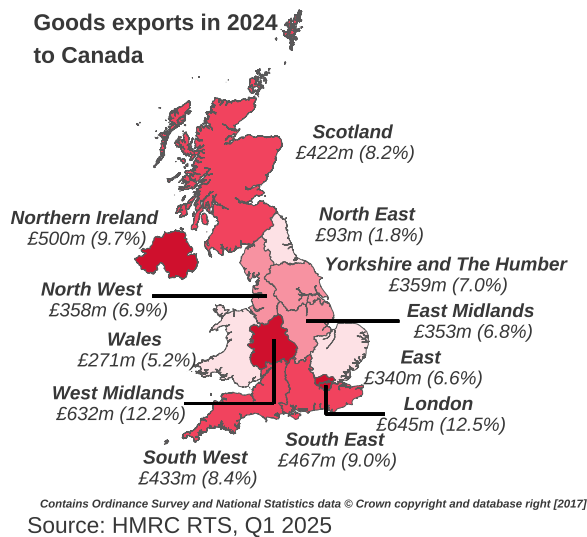 Goods exports in 2024
to Canada
Scotland
£422m (8.2%)
Northern Ireland
£500m (9.7%)
North East
£93m (1.8%)
Yorkshire and The Humber
£359m (7.0%)
North West
£358m (6.9%)
East Midlands
£353m (6.8%)
Wales
£271m (5.2%)
East
£340m (6.6%)
West Midlands
£632m (12.2%)
London
£645m (12.5%)
South East
£467m (9.0%)
South West
£433m (8.4%)
Contains Ordinance Survey and National Statistics data © Crown copyright and database right [2017]
Source: HMRC RTS, Q1 2025